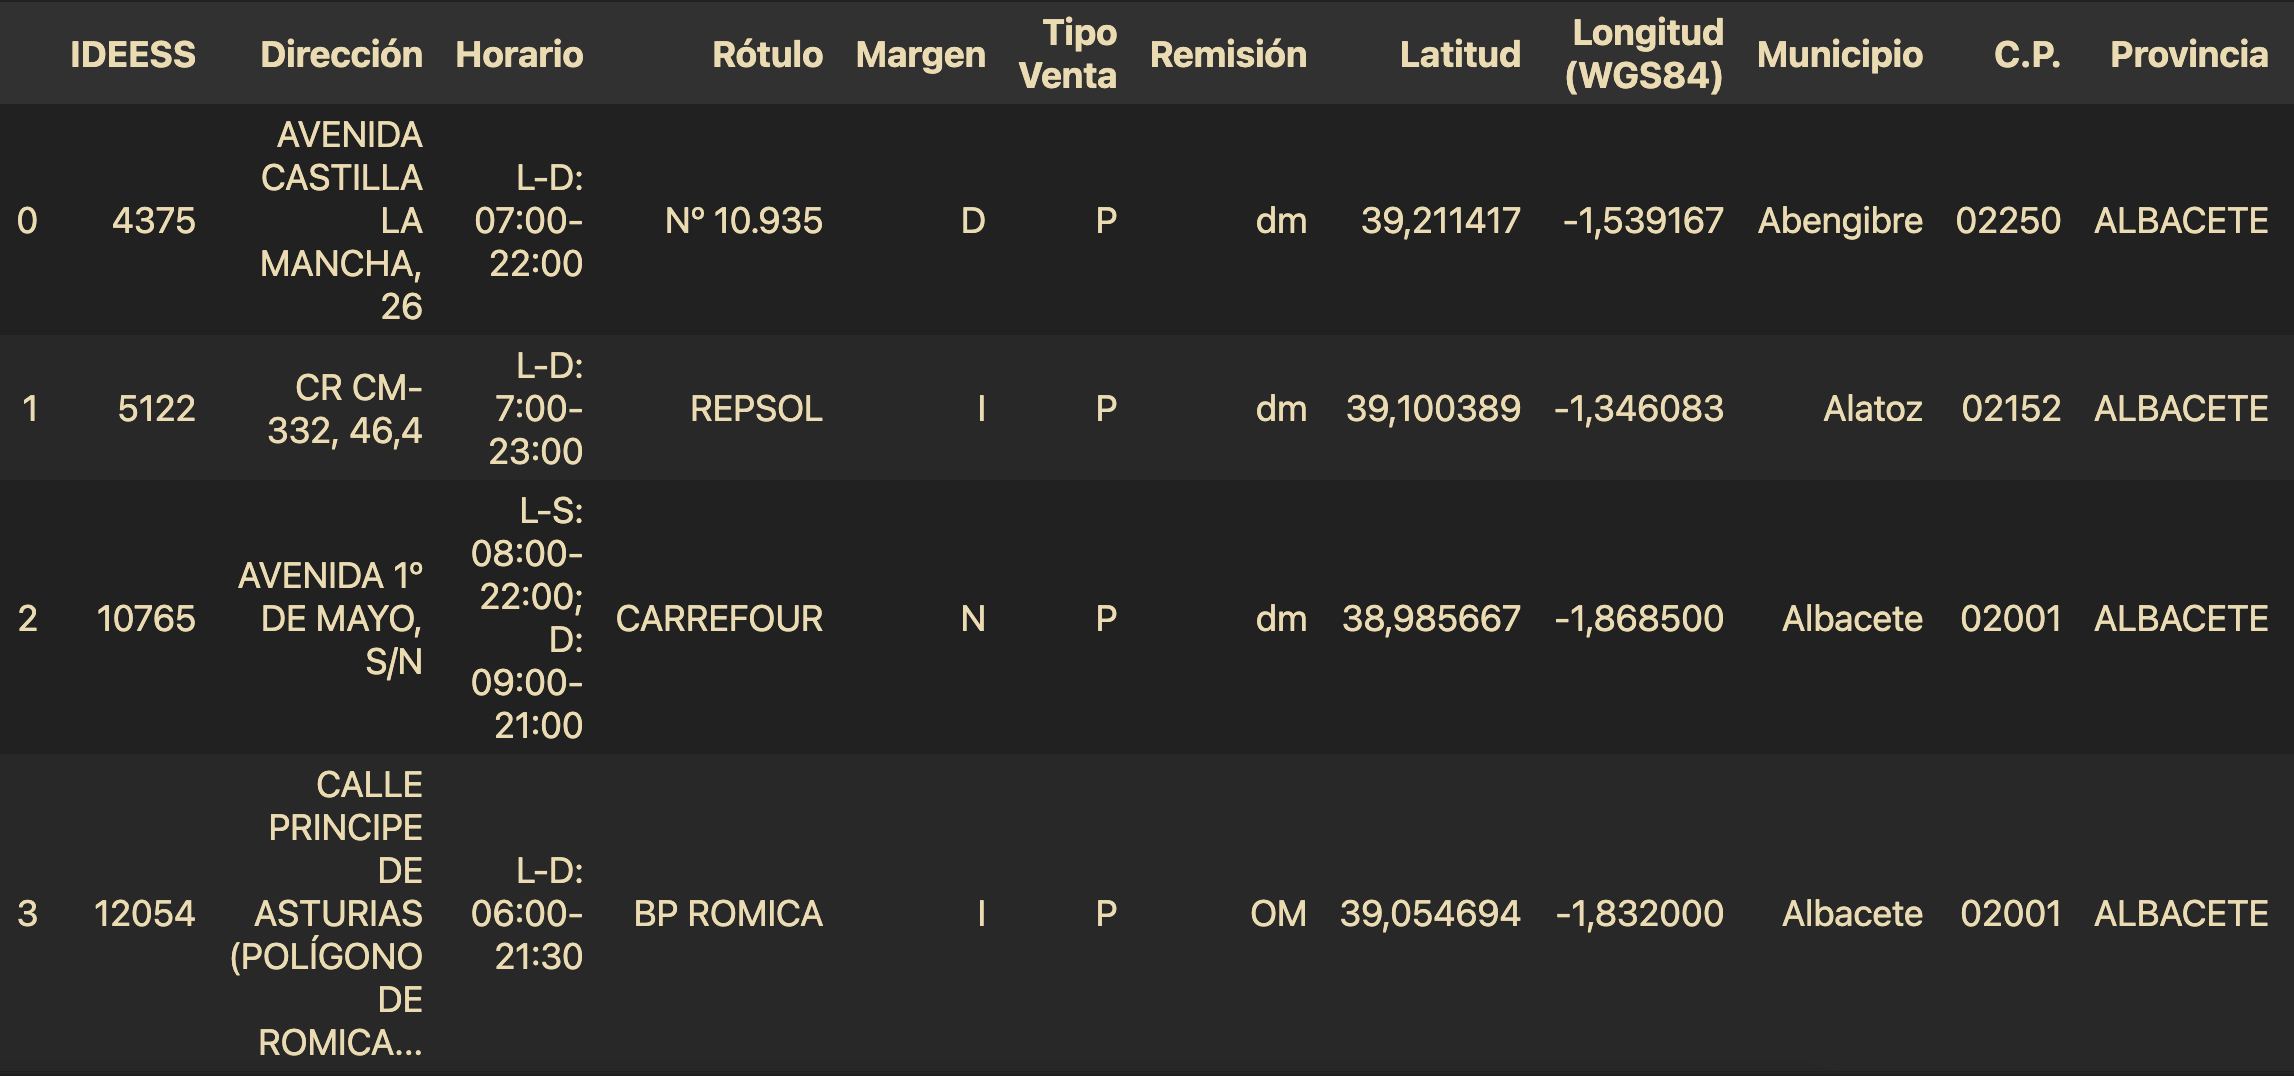 IDEESS Dirección Horario Rótulo Margen Tipo Venta Remisión Latitud Longitud (WGS84) Municipio C.P. Provincia
0 4375 AVENIDA CASTILLA LA MANCHA, 26 L-D: 07:00-22:00 Nº 10.935 D P dm 39,211417 -1,539167 Abengibre 02250 ALBACETE
1 5122 CR CM-332, 46,4 L-D: 7:00-23:00 REPSOL I P dm 39,100389 -1,346083 Alatoz 02152 ALBACETE
2 10765 AVENIDA 1º DE MAYO, S/N L-S: 08:00-22:00; D: 09:00-21:00 CARREFOUR N P dm 38,985667 -1,868500 Albacete 02001 ALBACETE
3 12054 CALLE PRINCIPE DE ASTURIAS (POLÍGONO DE ROMICA... L-D: 06:00-21:30 BP ROMICA I P OM 39,054694 -1,832000 Albacete 02001 ALBACETE